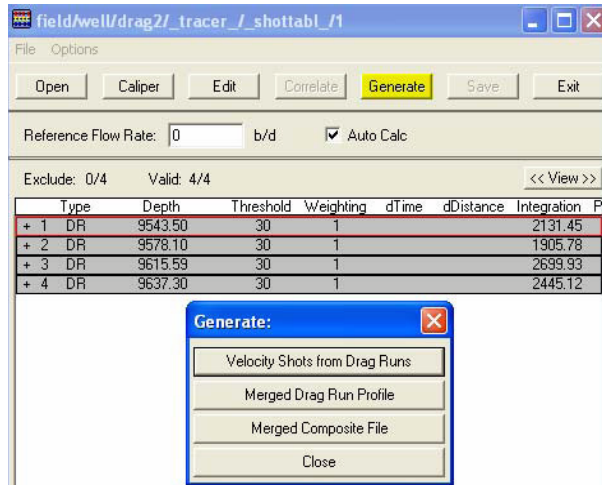 field/well/drag2/_tracer_/_shottabl_/1
File Options
Open Caliper Edit Correlate Generate Save Exit
Reference Flow Rate: 0 b/d Auto Calc
Exclude: 0/4 Valid: 4/4 << View >>
Type Depth Threshold Weighting dTime dDistance Integration P
+ 1 DR 9543.50 30 1 2131.45
+ 2 DR 9578.10 30 1 1905.78
+ 3 DR 9615.59 30 1 2699.93
+ 4 DR 9637.30 30 1 2445.12
Generate:
Velocity Shots from Drag Runs
Merged Drag Run Profile
Merged Composite File
Close